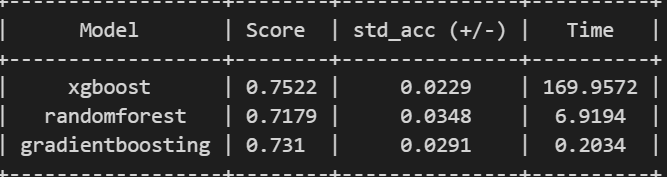 +------------------+--------+---------------+----------+
|      Model       | Score  | std_acc (+/-) |   Time   |
+------------------+--------+---------------+----------+
|     xgboost      | 0.7522 |    0.0229     | 169.9572 |
|   randomforest   | 0.7179 |    0.0348     |  6.9194  |
| gradientboosting | 0.731  |    0.0291     |  0.2034  |
+------------------+--------+---------------+----------+